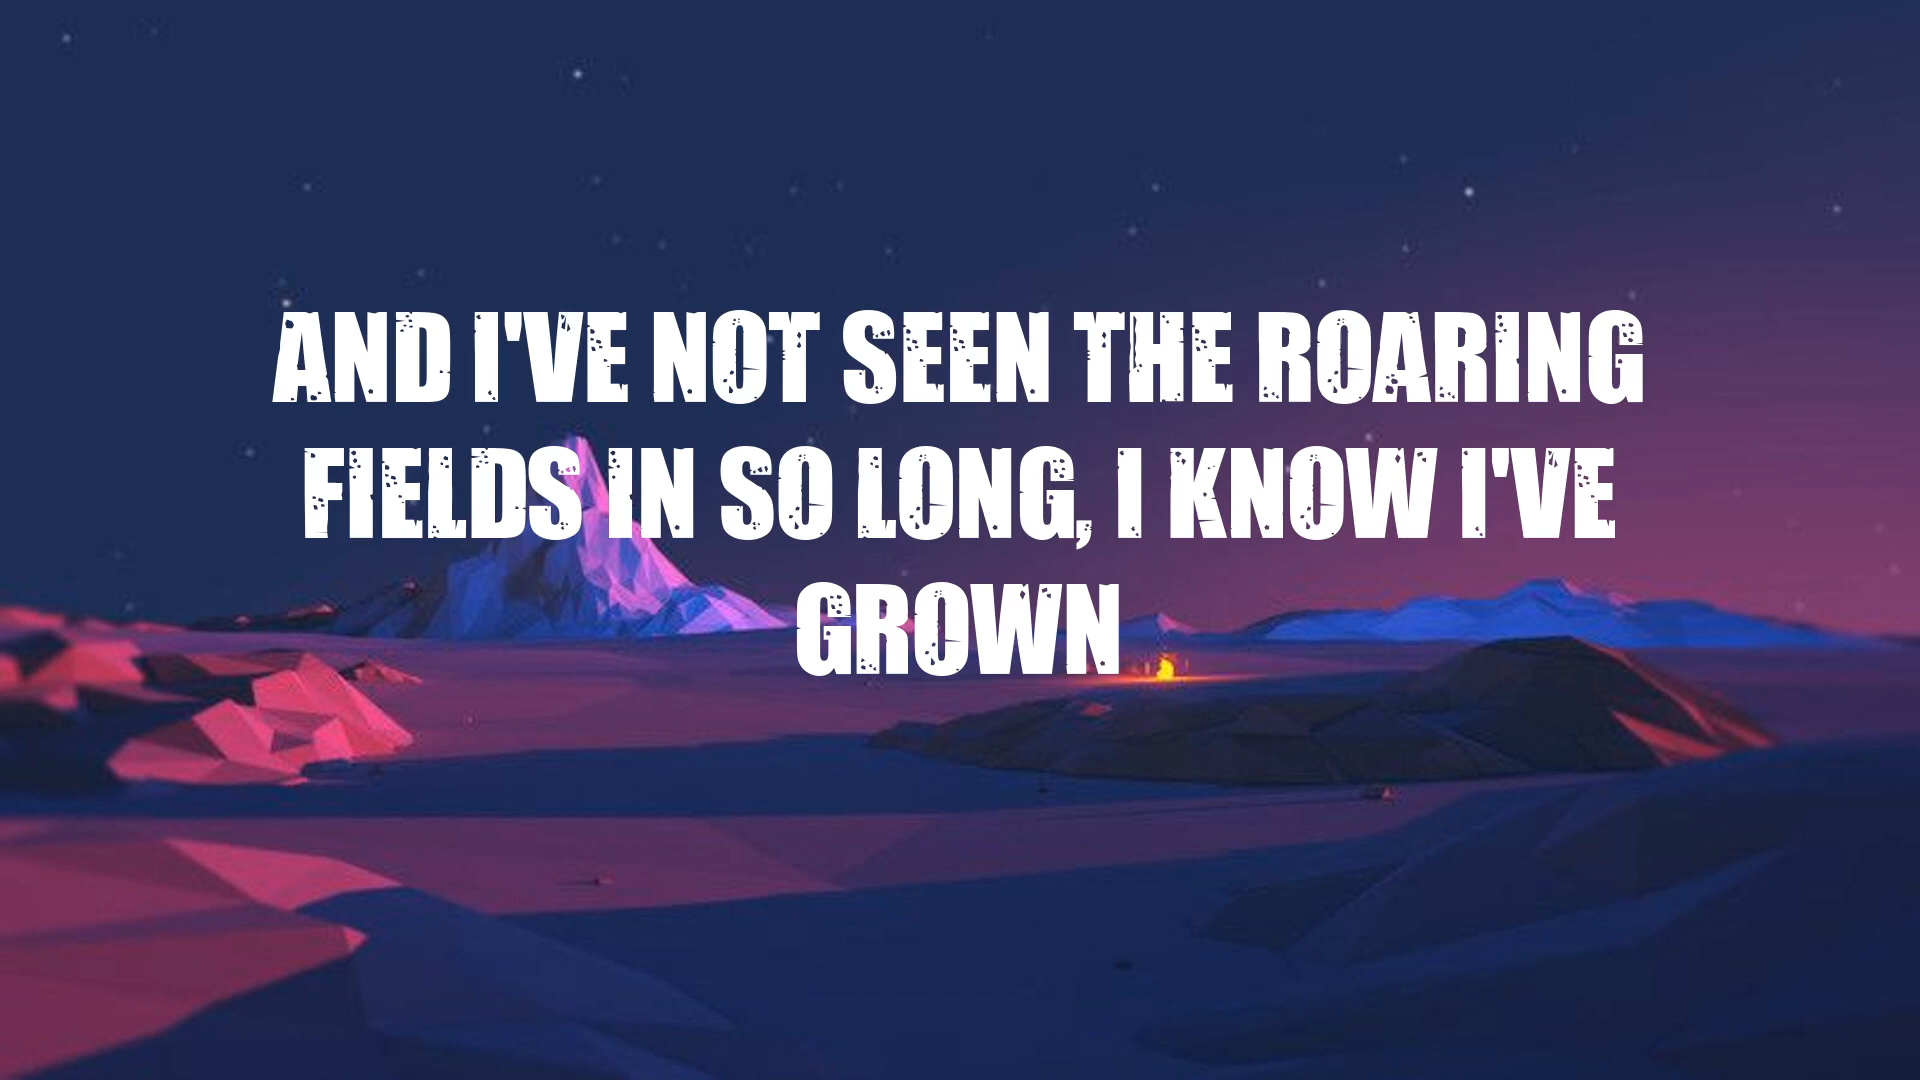 AND I'VE NOT SEEN THE ROARING
FIELDS IN SO LONG, I KNOW I'VE
GROWN